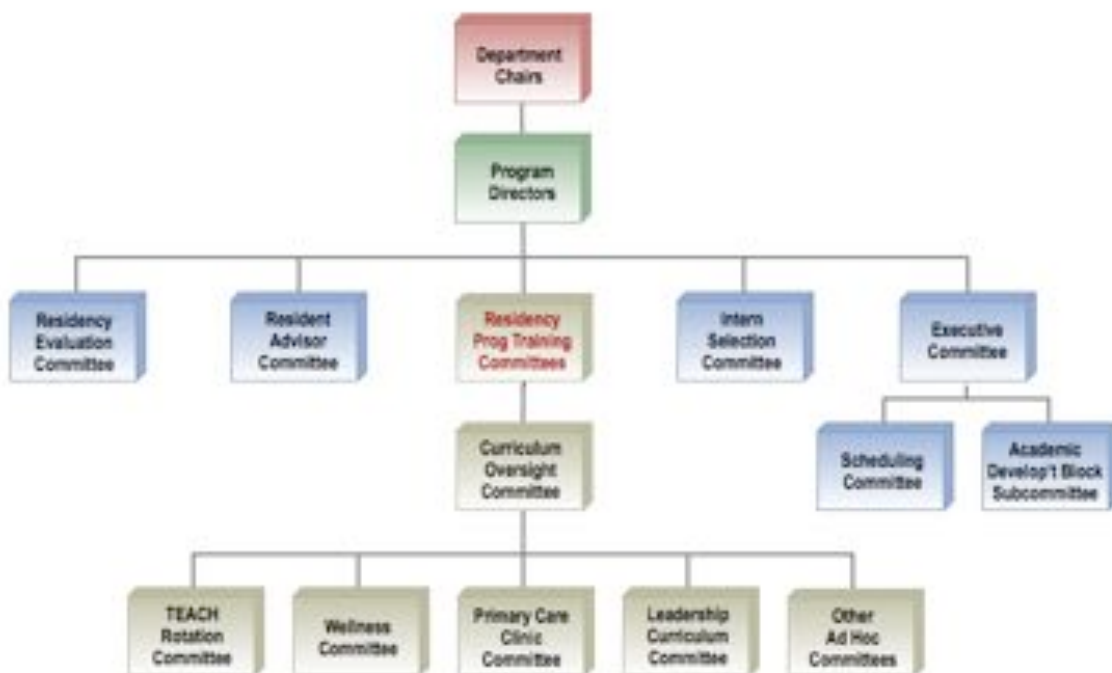 Department
Chairs
Program
Directors
Residency
Evaluation
Committee
Resident
Advisor
Committee
Residency
Prog Training
Committees
Intern
Selection
Committee
Executive
Committee
Curriculum
Oversight
Committee
Scheduling
Committee
Academic
Develop't Block
Subcommittee
TEACH
Rotation
Committee
Wellness
Committee
Primary Care
Clinic
Committee
Leadership
Curriculum
Committee
Other
Ad Hoc
Committees